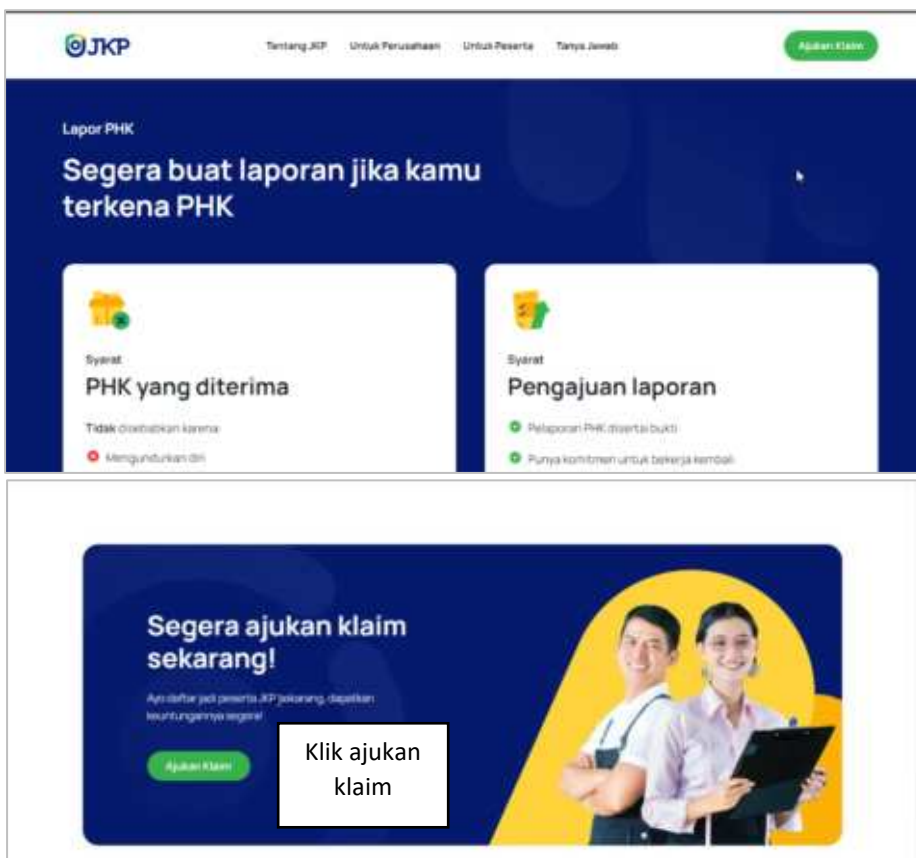 JKP
Tentang JKP Untuk Perusahaan Untuk Peserta Tanya Jawab
Ajukan Klaim
Lapor PHK
Segera buat laporan jika kamu
terkena PHK
Syarat
PHK yang diterima
Tidak disebabkan karena:
Mengundurkan diri
Syarat
Pengajuan laporan
Pelaporan PHK disertai bukti
Punya komitmen untuk bekerja kembali
Segera ajukan klaim
sekarang!
Ayo daftar jadi peserta JKP sekarang, dapatkan
keuntungannya segera!
Ajukan Klaim
Klik ajukan
klaim